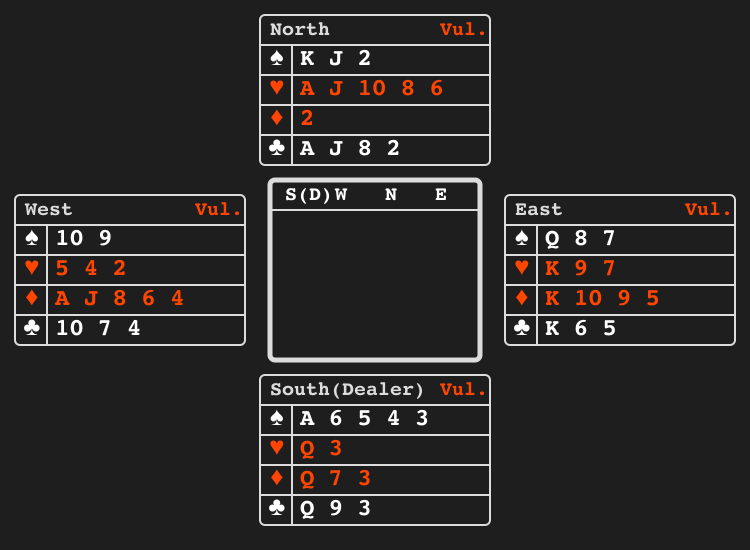 North Vul.
♠ K J 2
♥ A J 10 8 6
♦ 2
♣ A J 8 2
West Vul.
♠ 10 9
♥ 5 4 2
♦ A J 8 6 4
♣ 10 7 4
S(D) W N E
East Vul.
♠ Q 8 7
♥ K 9 7
♦ K 10 9 5
♣ K 6 5
South(Dealer) Vul.
♠ A 6 5 4 3
♥ Q 3
♦ Q 7 3
♣ Q 9 3